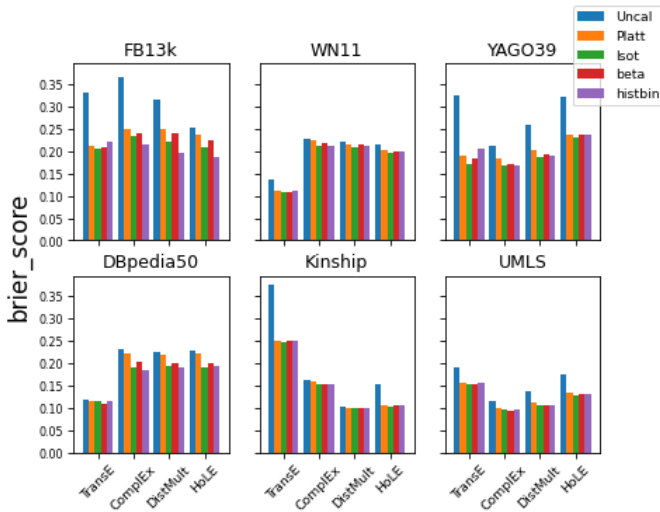 Uncal
Platt
Isot
beta
histbin
FB13k
WN11
YAGO39
0.35
0.30
0.25
0.20
0.15
0.10
0.05
0.00
brier_score
DBpedia50
Kinship
UMLS
0.35
0.30
0.25
0.20
0.15
0.10
0.05
0.00
TransE
ComplEx
DistMult
HoLE
TransE
ComplEx
DistMult
HoLE
TransE
ComplEx
DistMult
HoLE